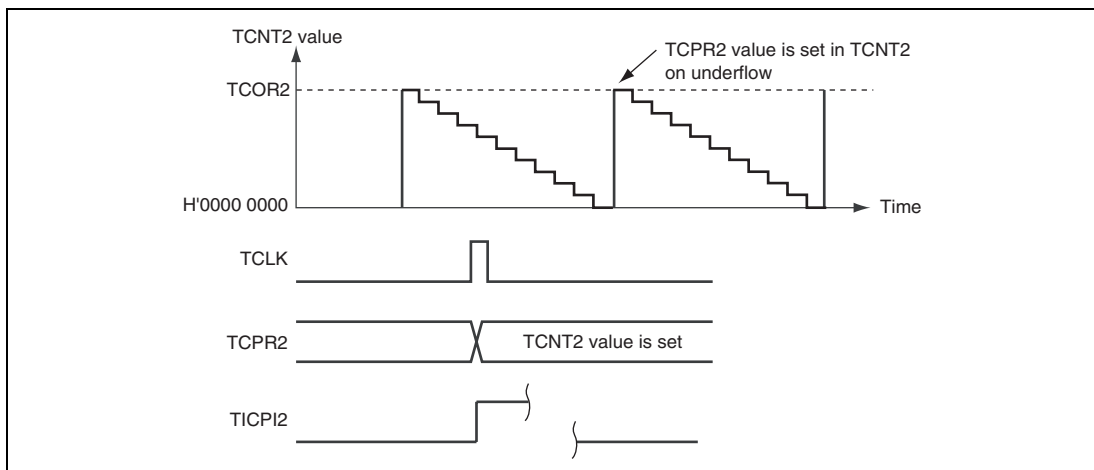 TCNT2 value
TCPR2 value is set in TCNT2
on underflow
TCOR2
H'0000 0000
Time
TCLK
TCPR2
TCNT2 value is set
TICPI2